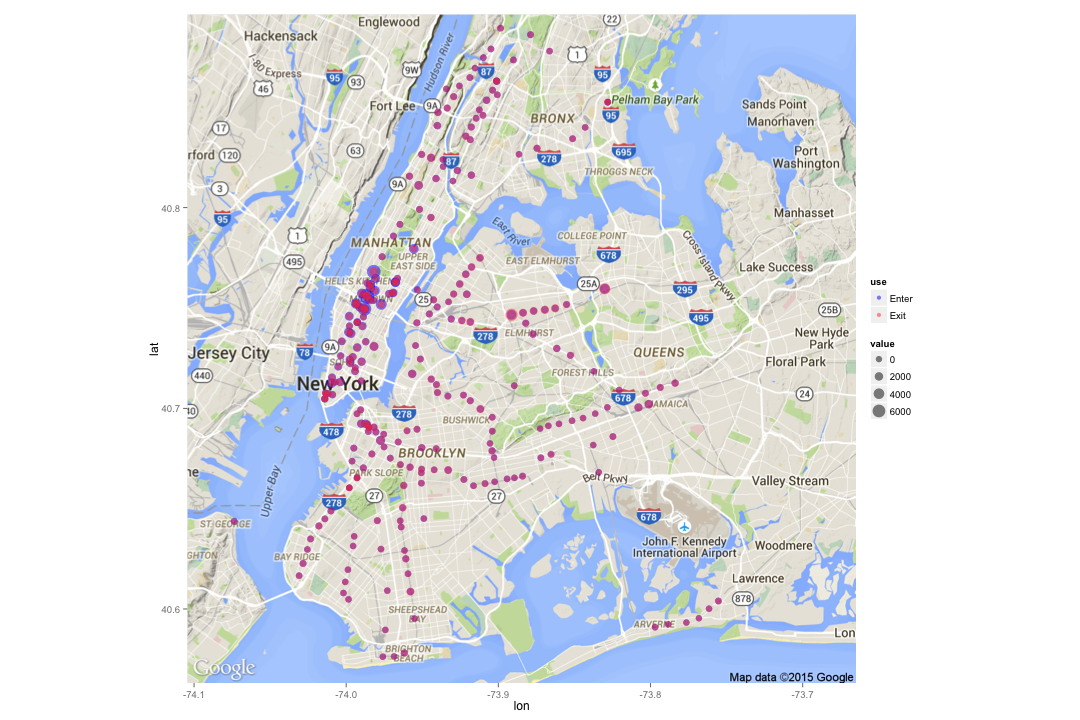 Englewood
Hackensack
22
1
I-80 Express
95
93
9W
87
95
46
Hudson River
Fort Lee
9A
Pelham Bay Park
95
Sands Point
Manorhaven
BRONX
17
rford
120
63
87
278
695
Port
Washington
THROGGS NECK
3
9A
40.8
95
Manhasset
1
East River
COLLEGE POINT
Cross Island Pkwy
MANHATTAN
UPPER
EAST SIDE
678
495
EAST ELMHURST
Lake Success
HELL'S KITCHEN
25A
295
use
Enter
Exit
25
495
25B
278
ELMHURST
New Hyde
Park
78
9A
Jersey City
QUEENS
Floral Park
value
0
2000
4000
6000
lat
440
New York
FOREST HILLS
678
24
40.7
278
JAMAICA
BUSHWICK
478
BROOKLYN
PARK SLOPE
Belt Pkwy
Valley Stream
Upper Bay
278
27
27
678
ST GEORGE
John F. Kennedy
International Airport
Woodmere
GHTON
BAY RIDGE
Lawrence
878
40.6
SHEEPSHEAD
BAY
ARVERNE
Lon
BRIGHTON
BEACH
Google
Map data ©2015 Google
-74.1
-74.0
-73.9
-73.8
-73.7
lon